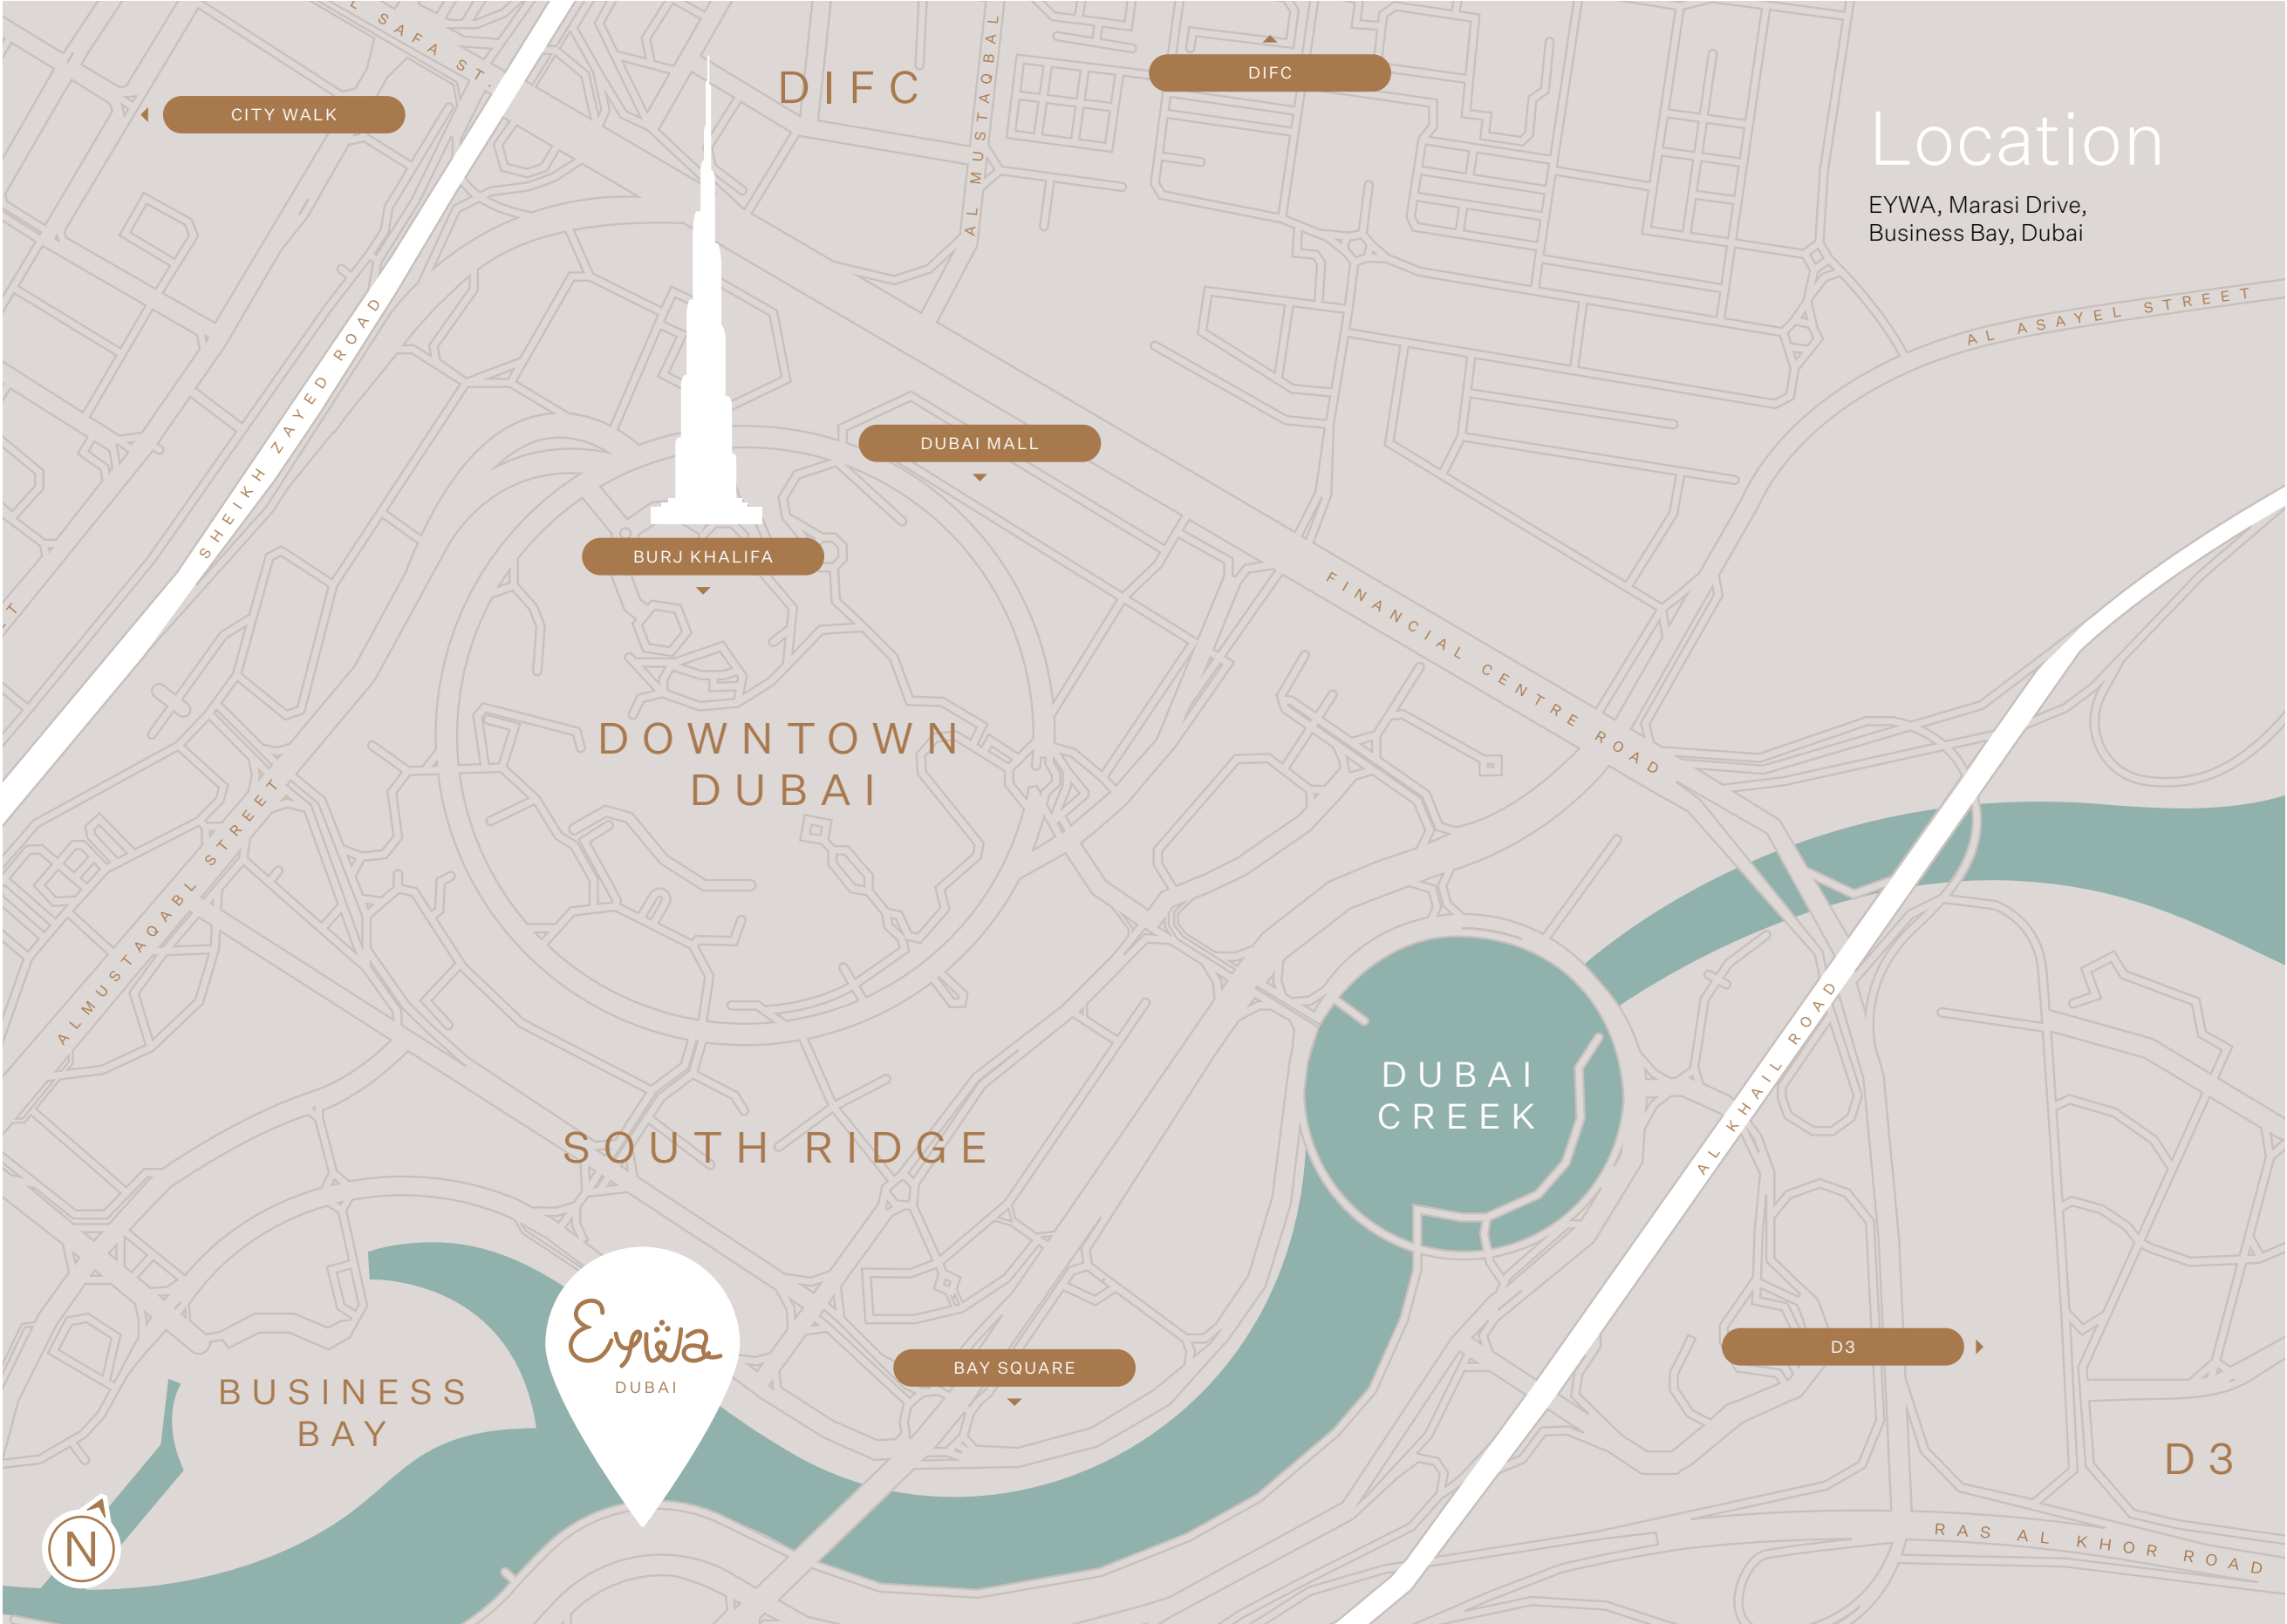 L SAFA ST.
DIFC
AL MUSTAQBAL
DIFC
CITY WALK
Location
EYWA, Marasi Drive,
Business Bay, Dubai
AL ASAYEL STREET
SHEIKH ZAYED ROAD
DUBAI MALL
BURJ KHALIFA
FINANCIAL CENTRE ROAD
DOWNTOWN
DUBAI
ALMUSTAQABL STREET
AL KHAIL ROAD
DUBAI
CREEK
SOUTH RIDGE
Eywa
DUBAI
D3
BAY SQUARE
BUSINESS
BAY
D3
N
RAS AL KHOR ROAD